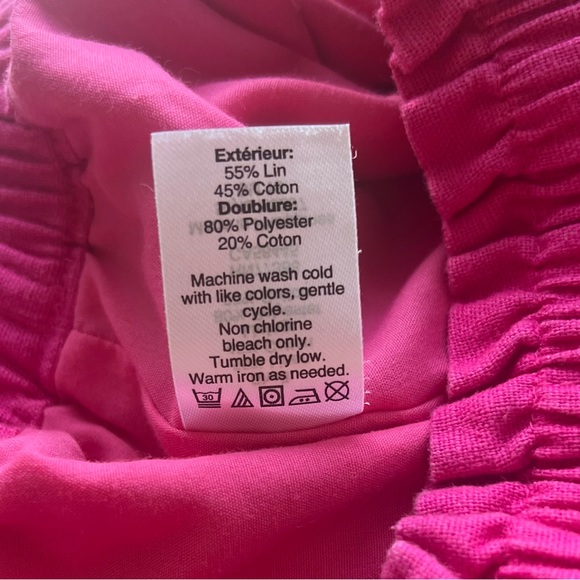 Extérieur:
55% Lin
45% Coton
Doublure:
80% Polyester
20% Coton
Machine wash cold
with like colors, gentle
cycle.
Non chlorine
bleach only.
Tumble dry low.
Warm iron as needed.
30